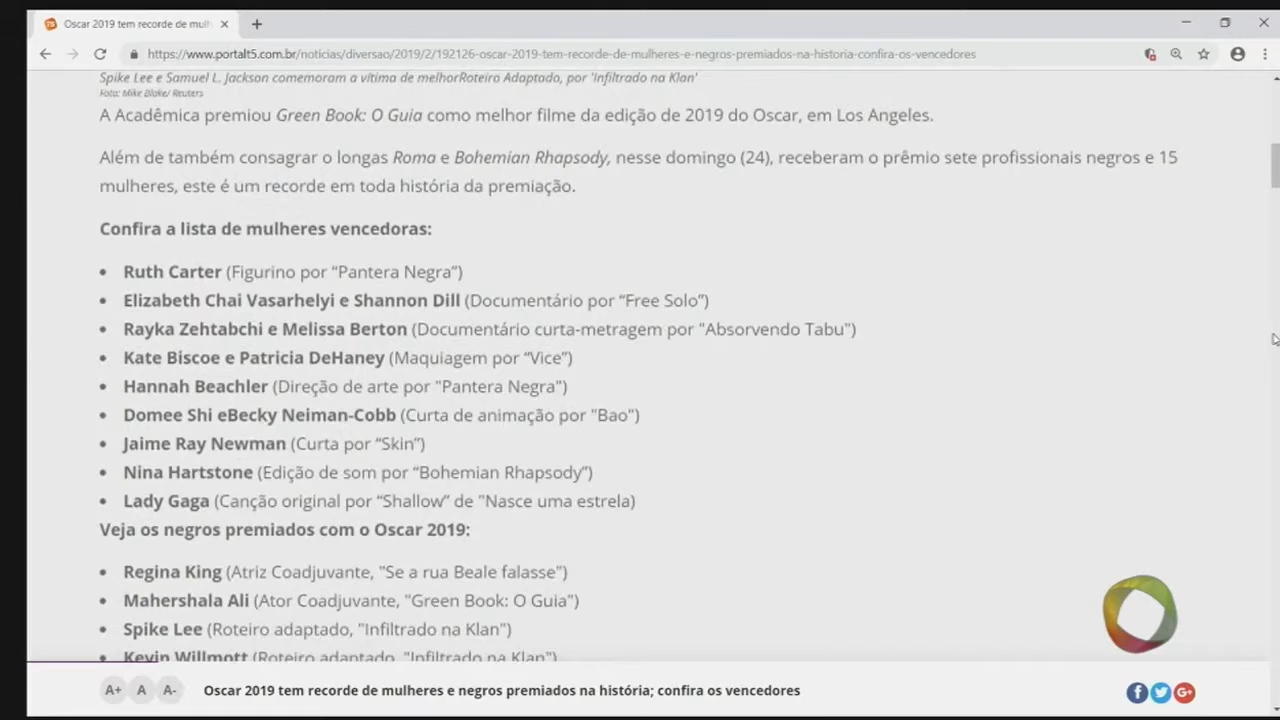 Oscar 2019 tem recorde de mulh
https://www.portalt5.com.br/noticias/diversao/2019/2/192126-oscar-2019-tem-recorde-de-mulheres-e-negros-premiados-na-historia-confira-os-vencedores
Spike Lee e Samuel L. Jackson comemoram a vítima de melhorRoteiro Adaptado, por 'Infiltrado na Klan'
Foto: Mike Blake/ Reuters
A Acadêmica premiou Green Book: O Guia como melhor filme da edição de 2019 do Oscar, em Los Angeles.
Além de também consagrar o longas Roma e Bohemian Rhapsody, nesse domingo (24), receberam o prêmio sete profissionais negros e 15
mulheres, este é um recorde em toda história da premiação.
Confira a lista de mulheres vencedoras:
• Ruth Carter (Figurino por “Pantera Negra”)
• Elizabeth Chai Vasarhelyi e Shannon Dill (Documentário por “Free Solo”)
• Rayka Zehtabchi e Melissa Berton (Documentário curta-metragem por "Absorvendo Tabu")
• Kate Biscoe e Patricia DeHaney (Maquiagem por “Vice”)
• Hannah Beachler (Direção de arte por "Pantera Negra")
• Domee Shi eBecky Neiman-Cobb (Curta de animação por "Bao")
• Jaime Ray Newman (Curta por “Skin”)
• Nina Hartstone (Edição de som por “Bohemian Rhapsody”)
• Lady Gaga (Canção original por “Shallow” de "Nasce uma estrela)
Veja os negros premiados com o Oscar 2019:
• Regina King (Atriz Coadjuvante, "Se a rua Beale falasse")
• Mahershala Ali (Ator Coadjuvante, "Green Book: O Guia")
• Spike Lee (Roteiro adaptado, "Infiltrado na Klan")
• Kevin Willmott (Roteiro adaptado, "Infiltrado na Klan")
A+ A A- Oscar 2019 tem recorde de mulheres e negros premiados na história; confira os vencedores